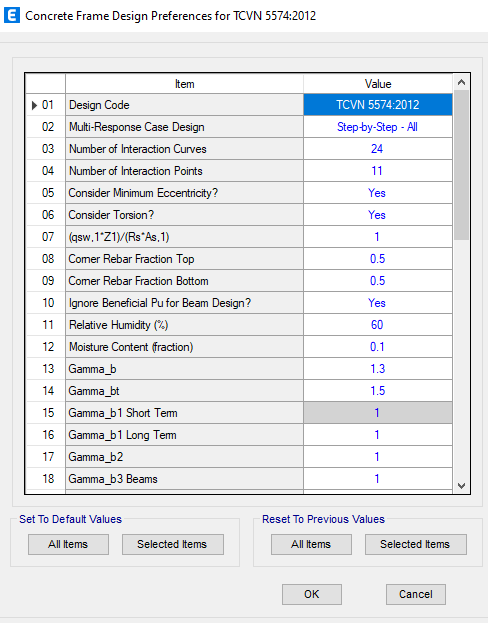 E Concrete Frame Design Preferences for TCVN 5574:2012
Item Value
01 Design Code TCVN 5574:2012
02 Multi-Response Case Design Step-by-Step - All
03 Number of Interaction Curves 24
04 Number of Interaction Points 11
05 Consider Minimum Eccentricity? Yes
06 Consider Torsion? Yes
07 (qsw,1*Z1)/(Rs*As,1) 1
08 Corner Rebar Fraction Top 0.5
09 Corner Rebar Fraction Bottom 0.5
10 Ignore Beneficial Pu for Beam Design? Yes
11 Relative Humidity (%) 60
12 Moisture Content (fraction) 0.1
13 Gamma_b 1.3
14 Gamma_bt 1.5
15 Gamma_b1 Short Term 1
16 Gamma_b1 Long Term 1
17 Gamma_b2 1
18 Gamma_b3 Beams 1
Set To Default Values Reset To Previous Values
All Items Selected Items All Items Selected Items
OK Cancel